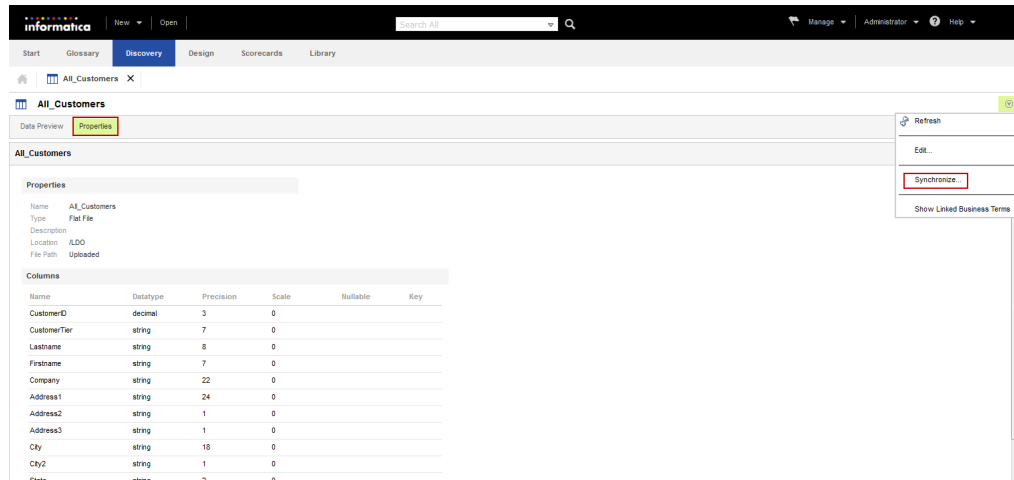 informatica New Open Search All Manage Administrator ? Help
Start Glossary Discovery Design Scorecards Library
All_Customers X
All_Customers
Data Preview Properties
Refresh
Edit...
Synchronize...
Show Linked Business Terms
All_Customers
Properties
Name All_Customers
Type Flat File
Description
Location /LDO
File Path Uploaded
Columns
Name Datatype Precision Scale Nullable Key
CustomerID decimal 3 0
CustomerTier string 7 0
Lastname string 8 0
Firstname string 7 0
Company string 22 0
Address1 string 24 0
Address2 string 1 0
Address3 string 1 0
City string 18 0
City2 string 1 0